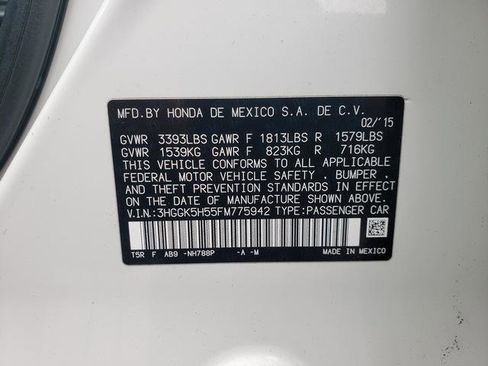 MFD.BY HONDA DE MEXICO S.A. DE C.V.
02/'15
GVWR 3393LBS GAWR F 1813LBS R 1579LBS
GVWR 1539KG GAWR F 823KG R 716KG
THIS VEHICLE CONFORMS TO ALL APPLICABLE
FEDERAL MOTOR VEHICLE SAFETY, BUMPER, AND
THEFT PREVENTION STANDARDS IN EFFECT
ON THE DATE OF MANUFACTURE SHOWN ABOVE.
V.I.N.:3HGGK5H55FM775942 TYPE:PASSENGER CAR
T5R F AB9 -NH788P -A -M MADE IN MEXICO